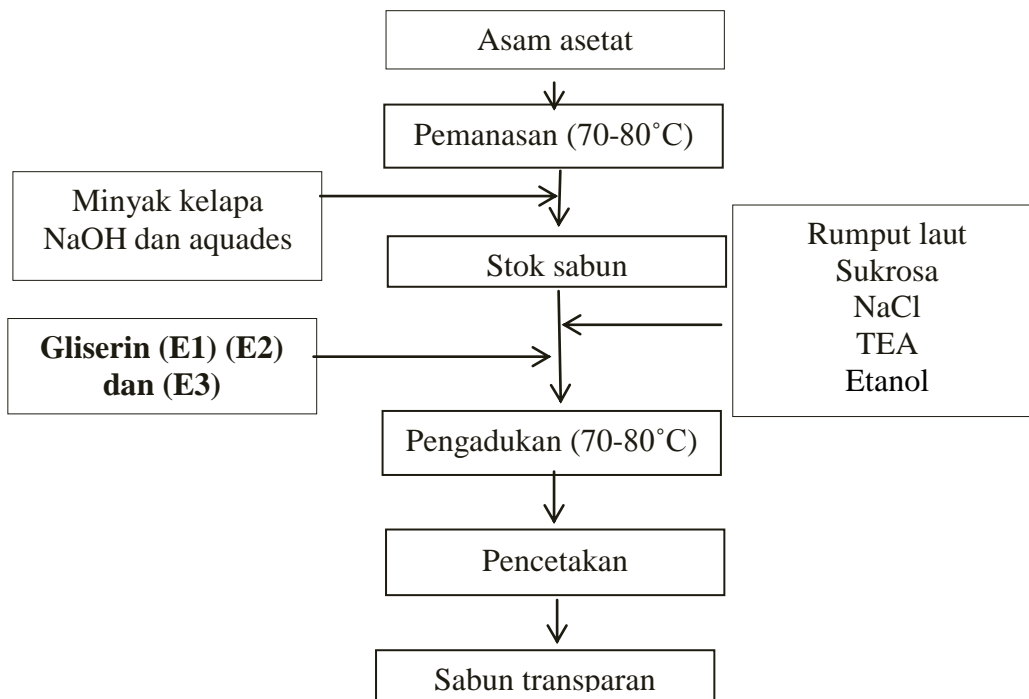 Asam asetat
Pemanasan (70-80˚C)
Minyak kelapa
NaOH dan aquades
Stok sabun
Rumput laut
Sukrosa
NaCl
TEA
Etanol
Gliserin (E1) (E2)
dan (E3)
Pengadukan (70-80˚C)
Pencetakan
Sabun transparan